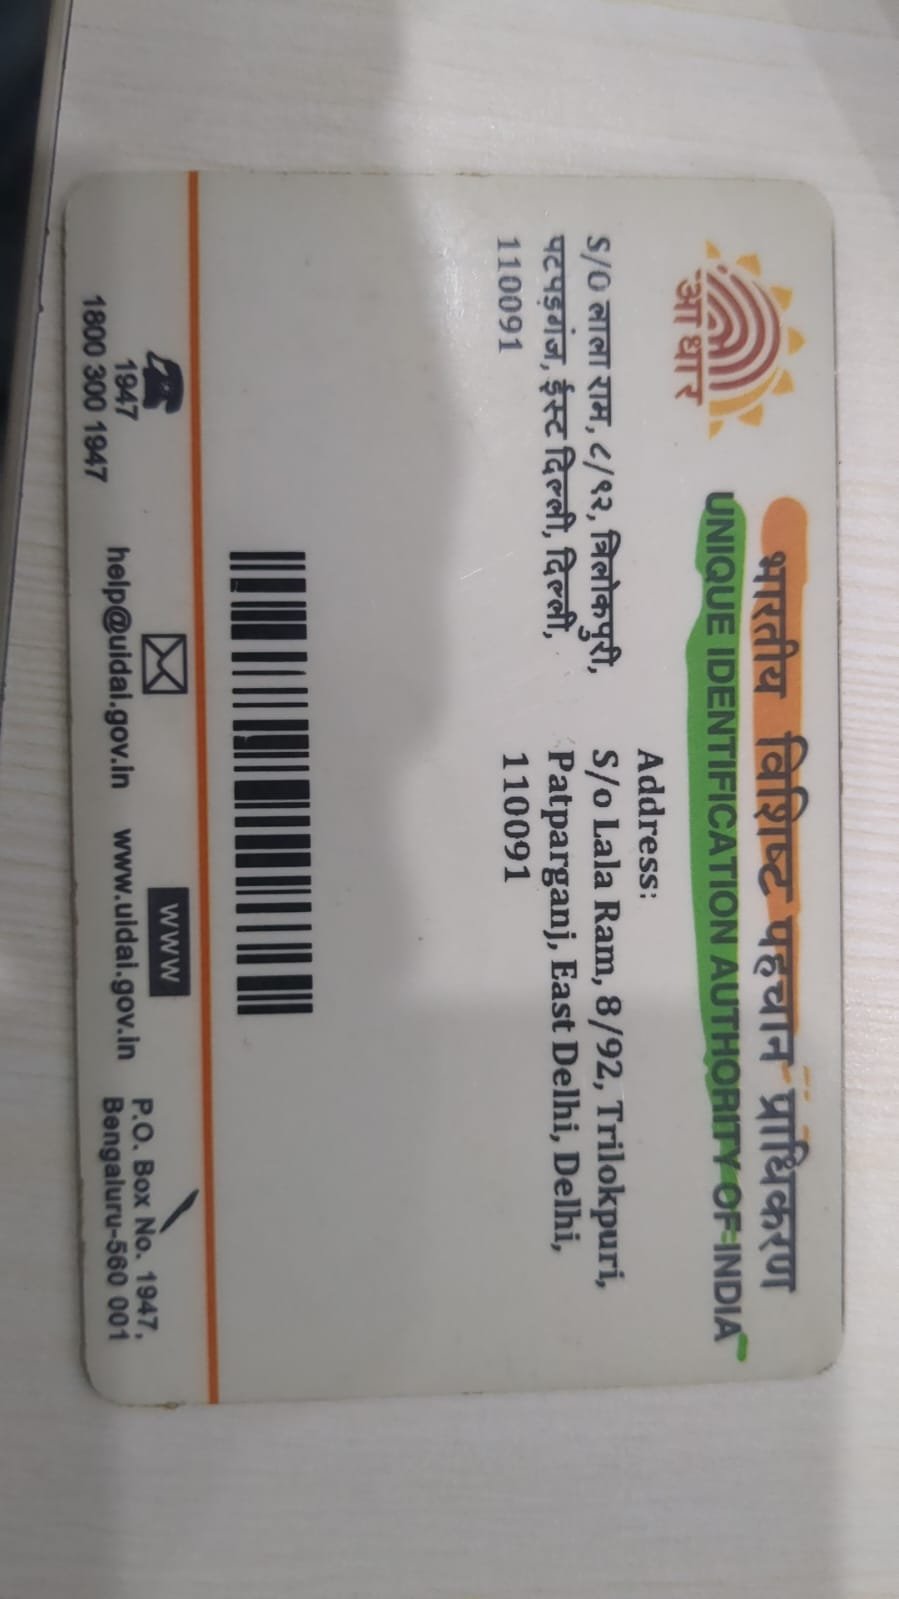 भारतीय विशिष्ट पहचान प्राधिकरण
UNIQUE IDENTIFICATION AUTHORITY OF INDIA
आधार
S/O लाला राम, ८/९२, त्रिलोकपुरी,
पटपड़गंज, ईस्ट दिल्ली, दिल्ली,
110091
Address:
S/o Lala Ram, 8/92, Trilokpuri,
Patparganj, East Delhi, Delhi,
110091
1947
1800 300 1947
help@uidai.gov.in
WWW
www.uidai.gov.in
P.O. Box No. 1947,
Bengaluru-560 001